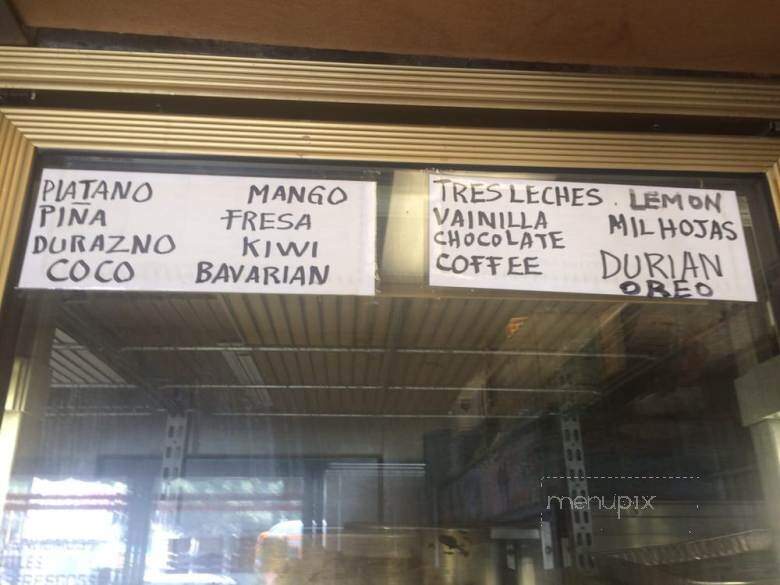 PLATANO MANGO
PIÑA FRESA
DURAZNO KIWI
COCO BAVARIAN
TRES LECHES. LEMON
VAINILLA MILHOJAS
CHOCOLATE
COFFEE DURIAN
OREO
menupix